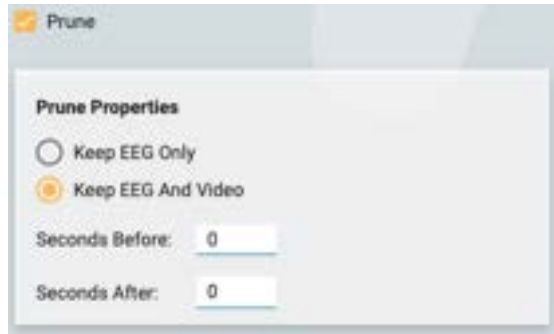 Prune
Prune Properties
Keep EEG Only
Keep EEG And Video
Seconds Before: 0
Seconds After: 0